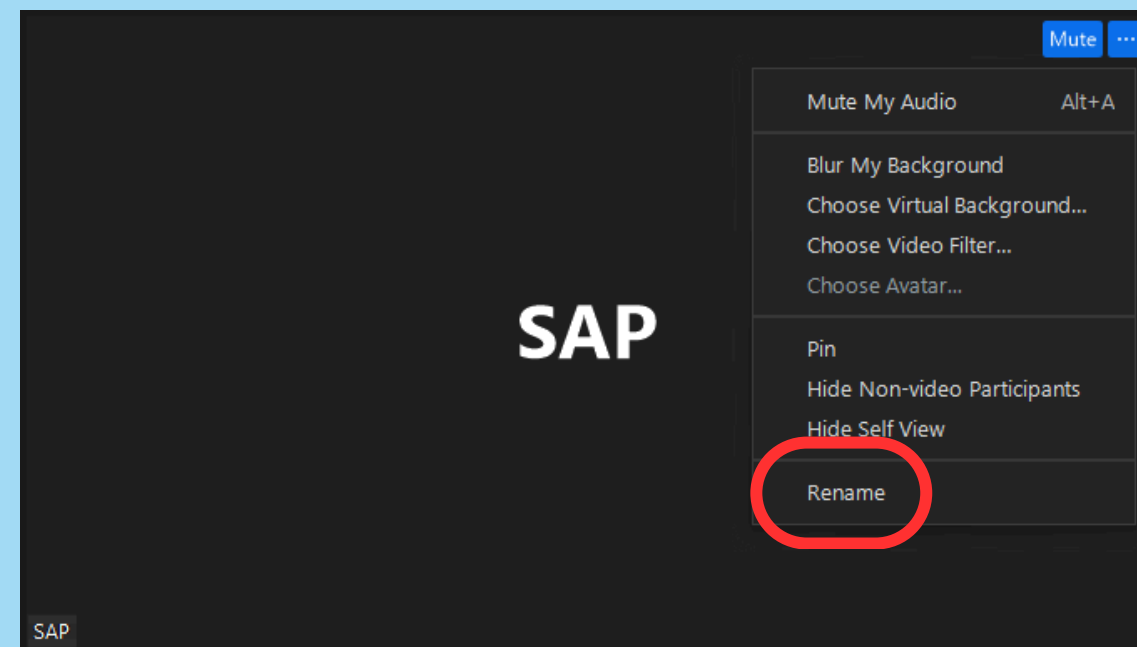 Mute ...
Mute My Audio Alt+A
Blur My Background
Choose Virtual Background...
Choose Video Filter...
Choose Avatar...
SAP
Pin
Hide Non-video Participants
Hide Self View
Rename
SAP